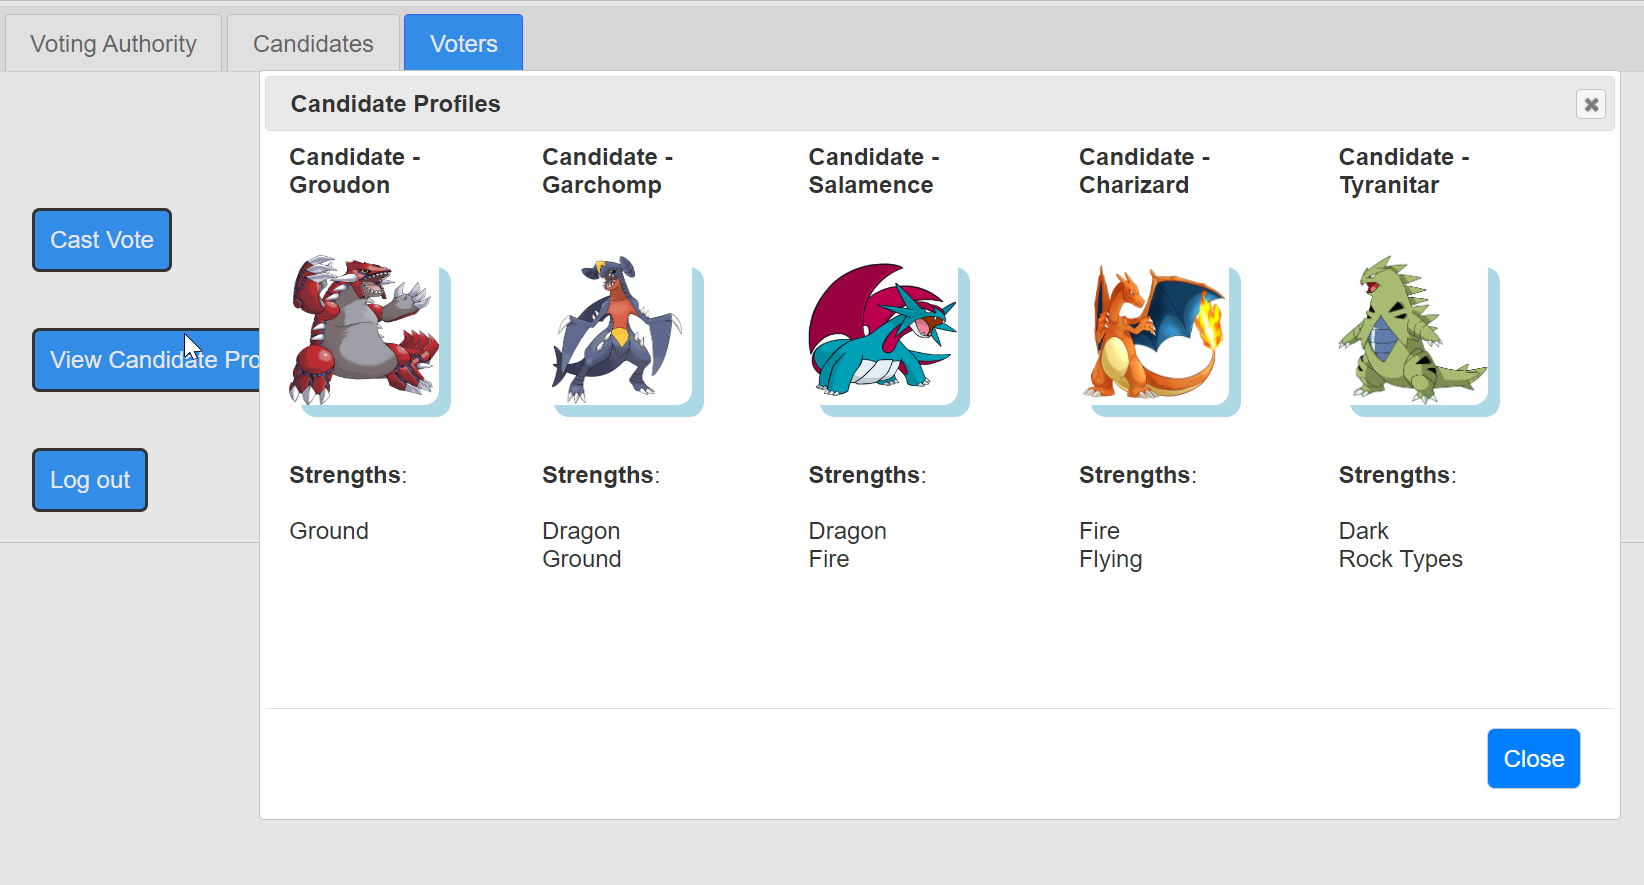 Voting Authority
Candidates
Voters
Candidate Profiles
Candidate -
Groudon
Candidate -
Garchomp
Candidate -
Salamence
Candidate -
Charizard
Candidate -
Tyranitar
Cast Vote
View Candidate Pro
Log out
Strengths:
Ground
Strengths:
Dragon
Ground
Strengths:
Dragon
Fire
Strengths:
Fire
Flying
Strengths:
Dark
Rock Types
Close